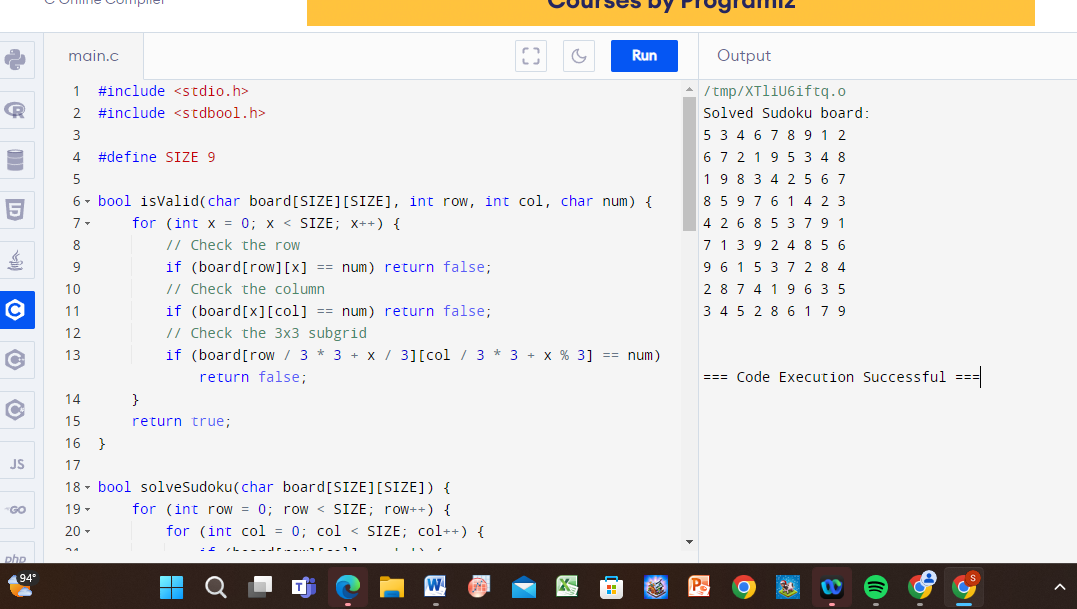 C Online Compiler
Courses by Programiz
main.c
Run
Output
1 #include <stdio.h>
2 #include <stdbool.h>
3
4 #define SIZE 9
5
6 bool isValid(char board[SIZE][SIZE], int row, int col, char num) {
7 for (int x = 0; x < SIZE; x++) {
8 // Check the row
9 if (board[row][x] == num) return false;
10 // Check the column
11 if (board[x][col] == num) return false;
12 // Check the 3x3 subgrid
13 if (board[row / 3 * 3 + x / 3][col / 3 * 3 + x % 3] == num)
return false;
14 }
15 return true;
16 }
17
18 bool solveSudoku(char board[SIZE][SIZE]) {
19 for (int row = 0; row < SIZE; row++) {
20 for (int col = 0; col < SIZE; col++) {
21
/tmp/XTliU6iftq.o
Solved Sudoku board:
5 3 4 6 7 8 9 1 2
6 7 2 1 9 5 3 4 8
1 9 8 3 4 2 5 6 7
8 5 9 7 6 1 4 2 3
4 2 6 8 5 3 7 9 1
7 1 3 9 2 4 8 5 6
9 6 1 5 3 7 2 8 4
2 8 7 4 1 9 6 3 5
3 4 5 2 8 6 1 7 9
=== Code Execution Successful ===
JS
GO
php
94°